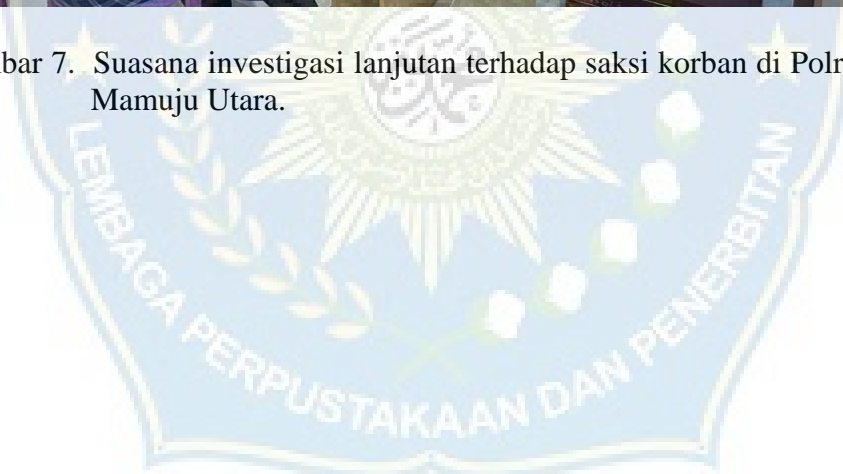 bar 7. Suasana investigasi lanjutan terhadap saksi korban di Polr
Mamuju Utara.
LEMBAGA PERPUSTAKAAN DAN PENERBITAN